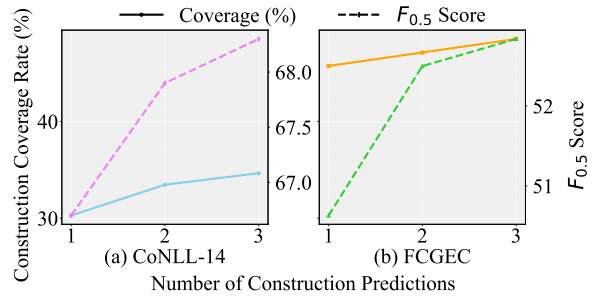 Coverage (%)
F0.5 Score
Construction Coverage Rate (%)
40
30
68.0
67.5
67.0
52
51
F0.5 Score
1 2 3
1 2 3
(a) CoNLL-14
(b) FCGEC
Number of Construction Predictions